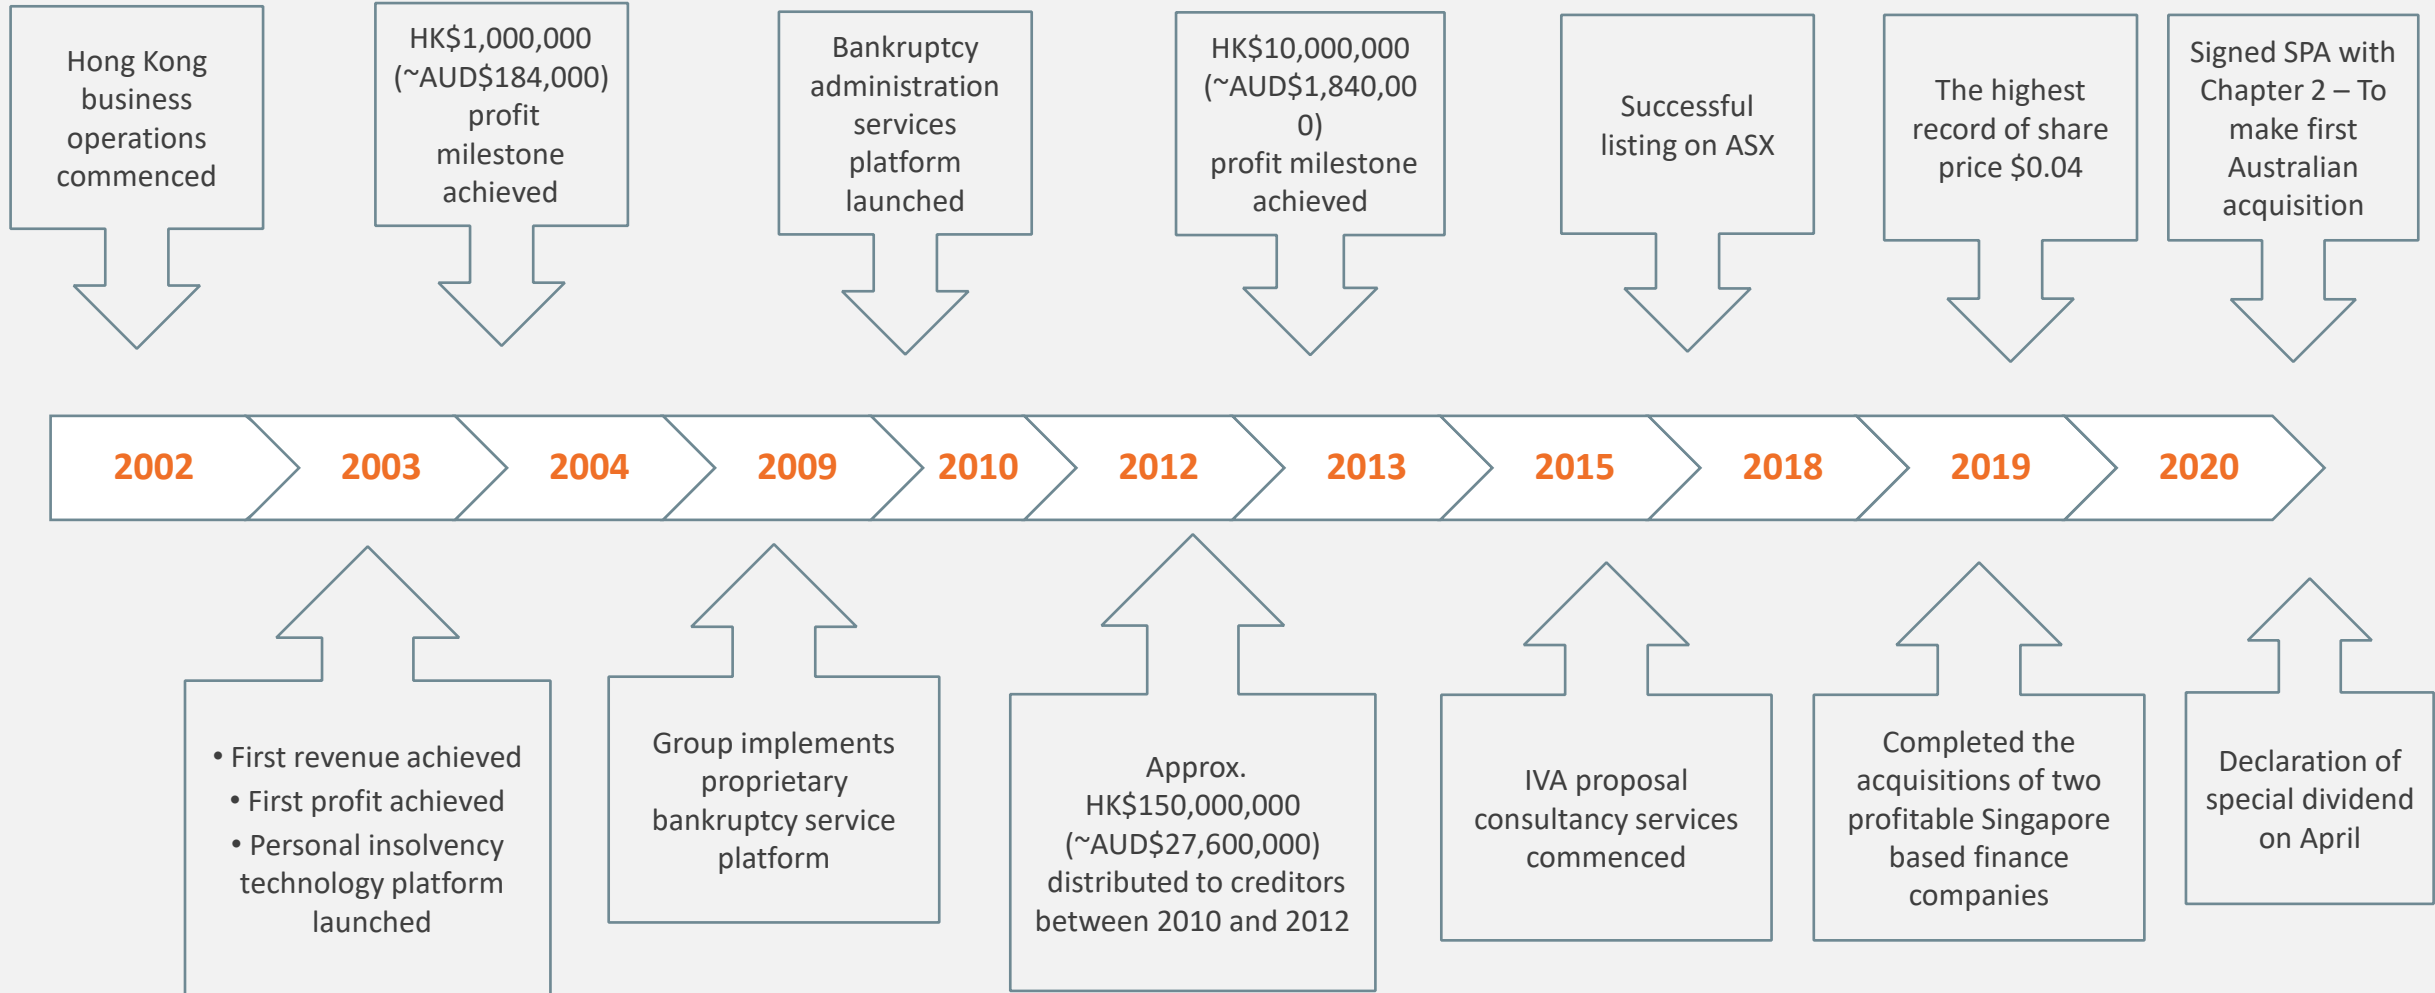 Hong Kong
business
operations
commenced
HK$1,000,000
(~AUD$184,000)
profit
milestone
achieved
Bankruptcy
administration
services
platform
launched
HK$10,000,000
(~AUD$1,840,00
0)
profit milestone
achieved
Successful
listing on ASX
The highest
record of share
price $0.04
Signed SPA with
Chapter 2 – To
make first
Australian
acquisition
2002
2003
2004
2009
2010
2012
2013
2015
2018
2019
2020
• First revenue achieved
• First profit achieved
• Personal insolvency
technology platform
launched
Group implements
proprietary
bankruptcy service
platform
Approx.
HK$150,000,000
(~AUD$27,600,000)
distributed to creditors
between 2010 and 2012
IVA proposal
consultancy services
commenced
Completed the
acquisitions of two
profitable Singapore
based finance
companies
Declaration of
special dividend
on April